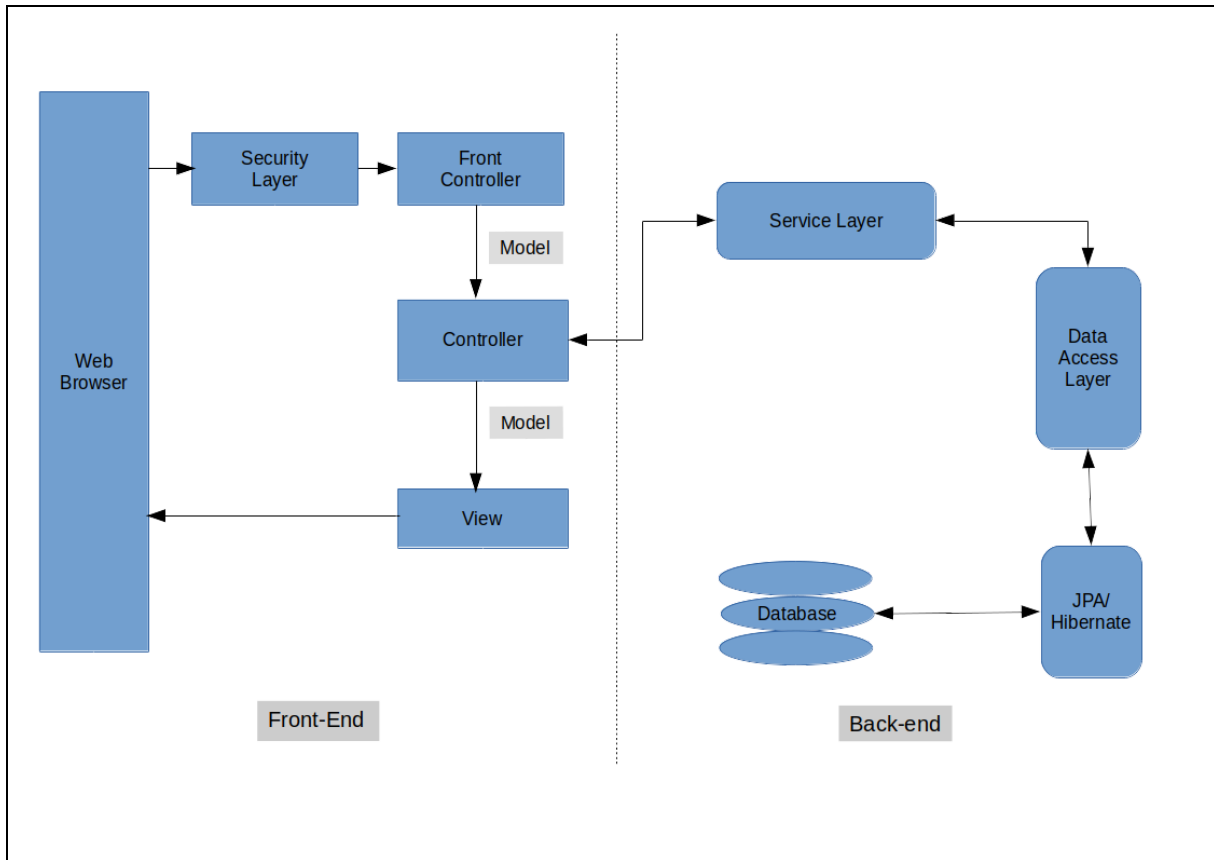 Web
Browser
Security
Layer
Front
Controller
Model
Controller
Model
View
Front-End
Service Layer
Data
Access
Layer
JPA/
Hibernate
Database
Back-end